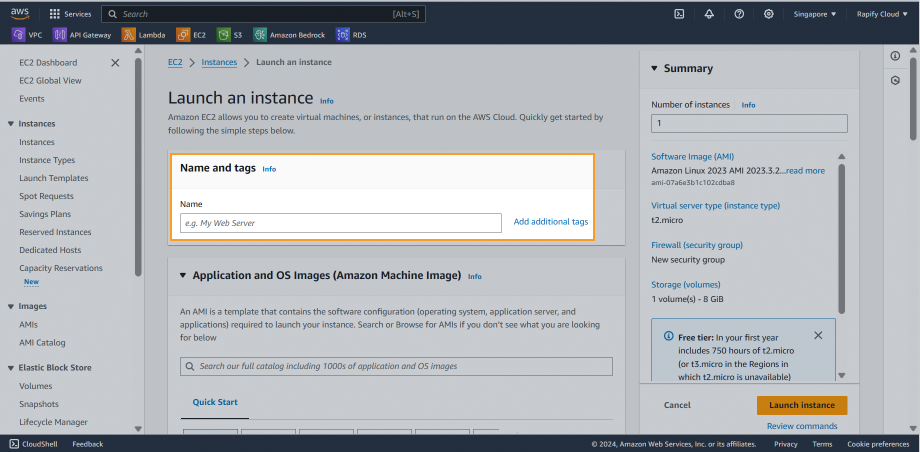 aws
Services
Search
[Alt+S]
Singapore
Rapify Cloud
VPC
API Gateway
Lambda
EC2
S3
Amazon Bedrock
RDS
EC2 Dashboard
EC2 Global View
Events
Instances
Instances
Instance Types
Launch Templates
Spot Requests
Savings Plans
Reserved Instances
Dedicated Hosts
Capacity Reservations
New
Images
AMIs
AMI Catalog
Elastic Block Store
Volumes
Snapshots
Lifecycle Manager
EC2
Instances
Launch an instance
Launch an instance Info
Amazon EC2 allows you to create virtual machines, or instances, that run on the AWS Cloud. Quickly get started by
following the simple steps below.
Name and tags Info
Name
e.g. My Web Server
Add additional tags
Application and OS Images (Amazon Machine Image) Info
An AMI is a template that contains the software configuration (operating system, application server, and
applications) required to launch your instance. Search or Browse for AMIs if you don't see what you are looking
for below
Search our full catalog including 1000s of application and OS images
Quick Start
Summary
Number of instances Info
1
Software Image (AMI)
Amazon Linux 2023 AMI 2023.3.2...read more
ami-07a6e3b1c102cdba8
Virtual server type (instance type)
t2.micro
Firewall (security group)
New security group
Storage (volumes)
1 volume(s) - 8 GiB
Free tier: In your first year
includes 750 hours of t2.micro
(or t3.micro in the Regions in
which t2.micro is unavailable)
Cancel
Launch instance
Review commands
CloudShell
Feedback
© 2024, Amazon Web Services, Inc. or its affiliates.
Privacy
Terms
Cookie preferences